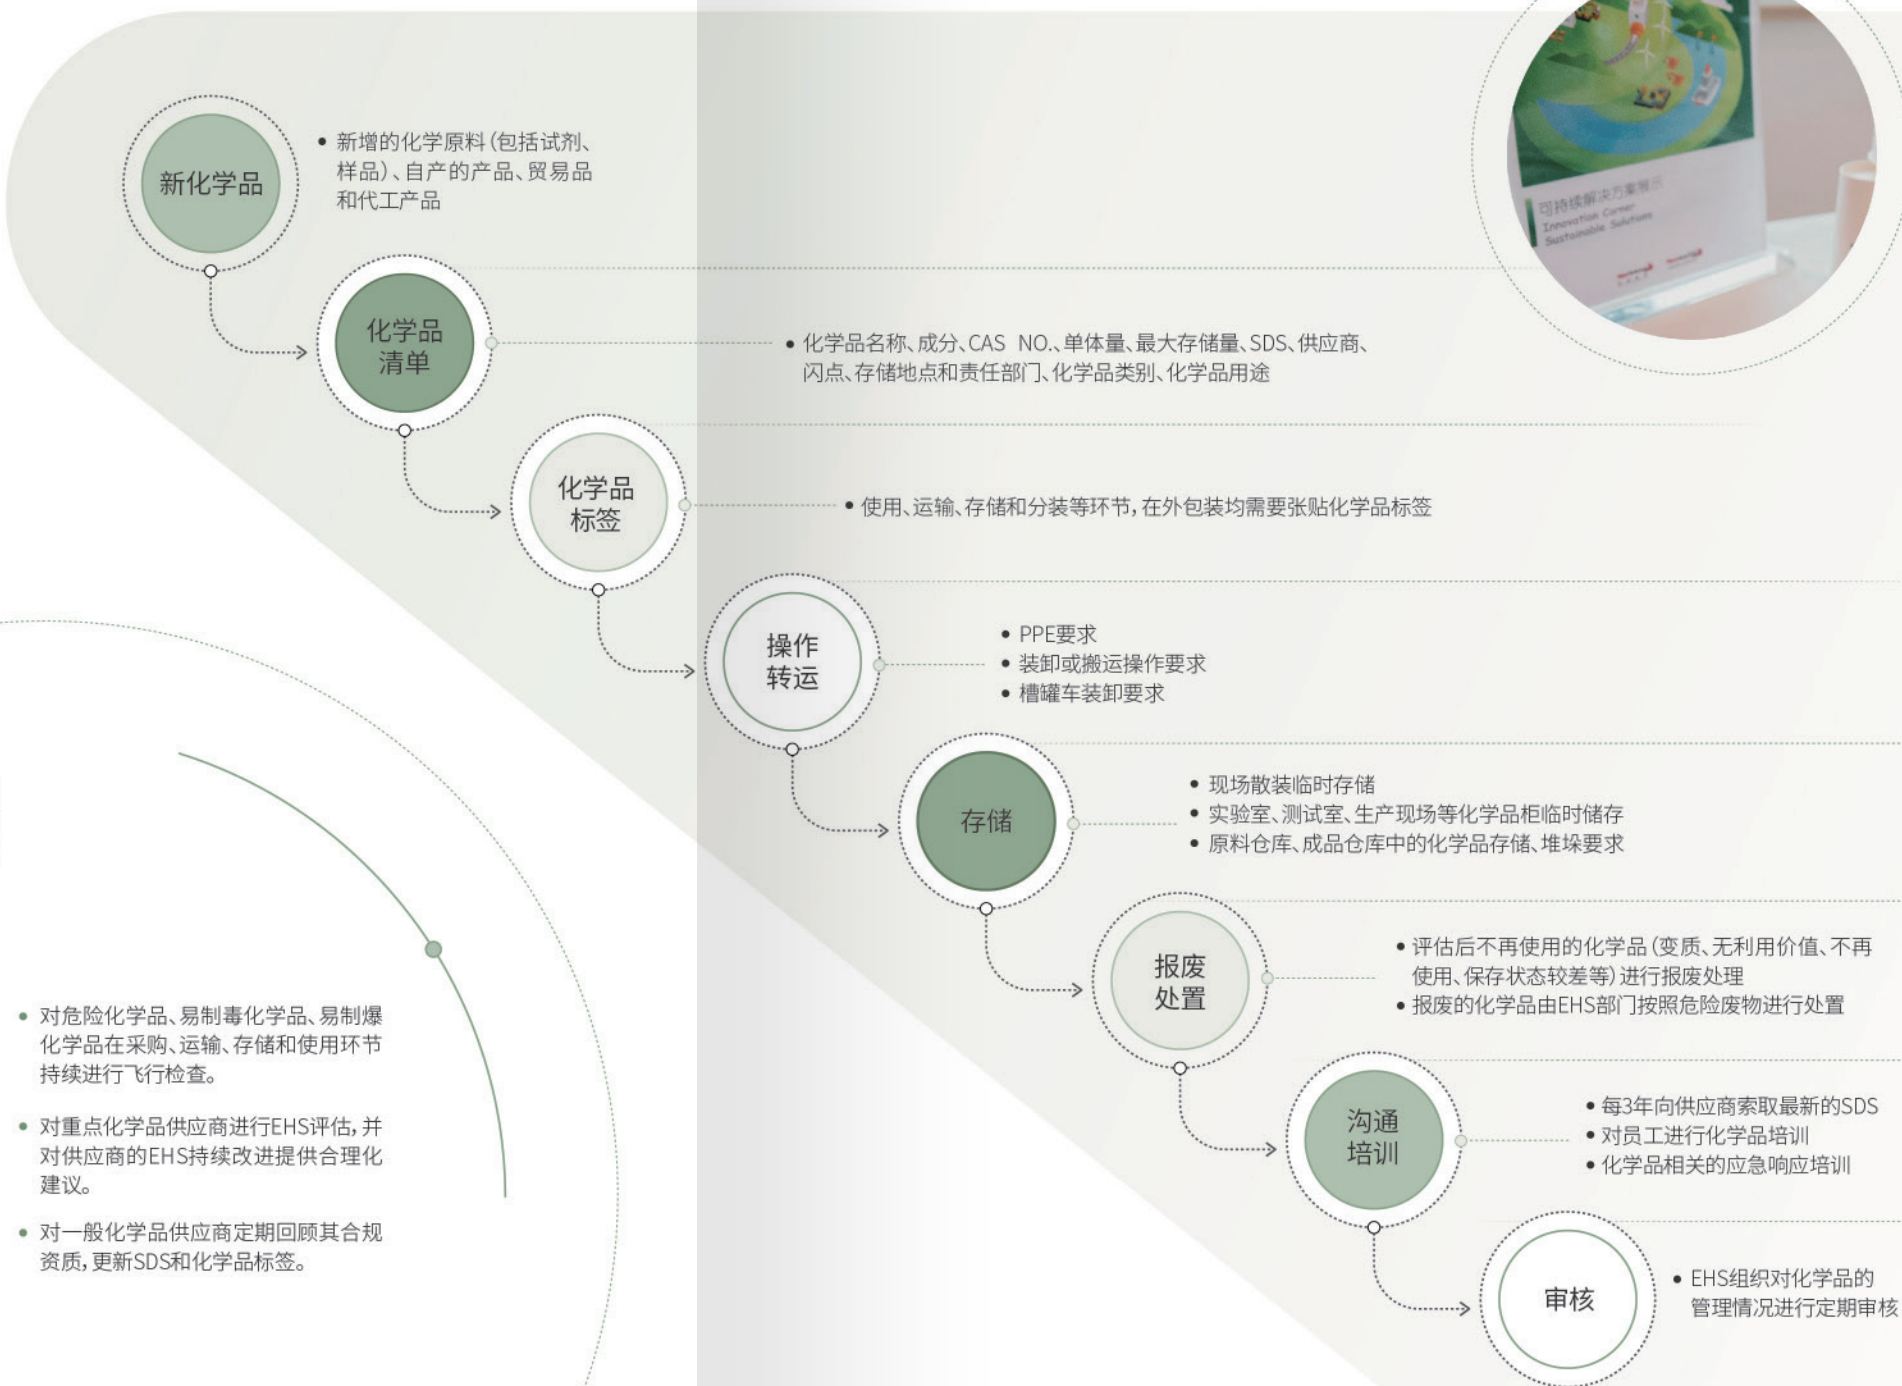 新化学品
• 新增的化学原料（包括试剂、
样品）、自产的产品、贸易品
和代工产品
可持续解决方案展示
Innovation Corner
Sustainable Solutions
化学品
清单
• 化学品名称、成分、CAS NO.、单体量、最大存储量、SDS、供应商、
闪点、存储地点和责任部门、化学品类别、化学品用途
化学品
标签
• 使用、运输、存储和分装等环节，在外包装均需要张贴化学品标签
操作
转运
• PPE要求
• 装卸或搬运操作要求
• 槽罐车装卸要求
存储
• 现场散装临时存储
• 实验室、测试室、生产现场等化学品柜临时储存
• 原料仓库、成品仓库中的化学品存储、堆垛要求
报废
处置
• 评估后不再使用的化学品（变质、无利用价值、不再
使用、保存状态较差等）进行报废处理
• 报废的化学品由EHS部门按照危险废物进行处置
沟通
培训
• 每3年向供应商索取最新的SDS
• 对员工进行化学品培训
• 化学品相关的应急响应培训
审核
• EHS组织对化学品的
管理情况进行定期审核
• 对危险化学品、易制毒化学品、易制爆
化学品在采购、运输、存储和使用环节
持续进行飞行检查。
• 对重点化学品供应商进行EHS评估，并
对供应商的EHS持续改进提供合理化
建议。
• 对一般化学品供应商定期回顾其合规
资质，更新SDS和化学品标签。